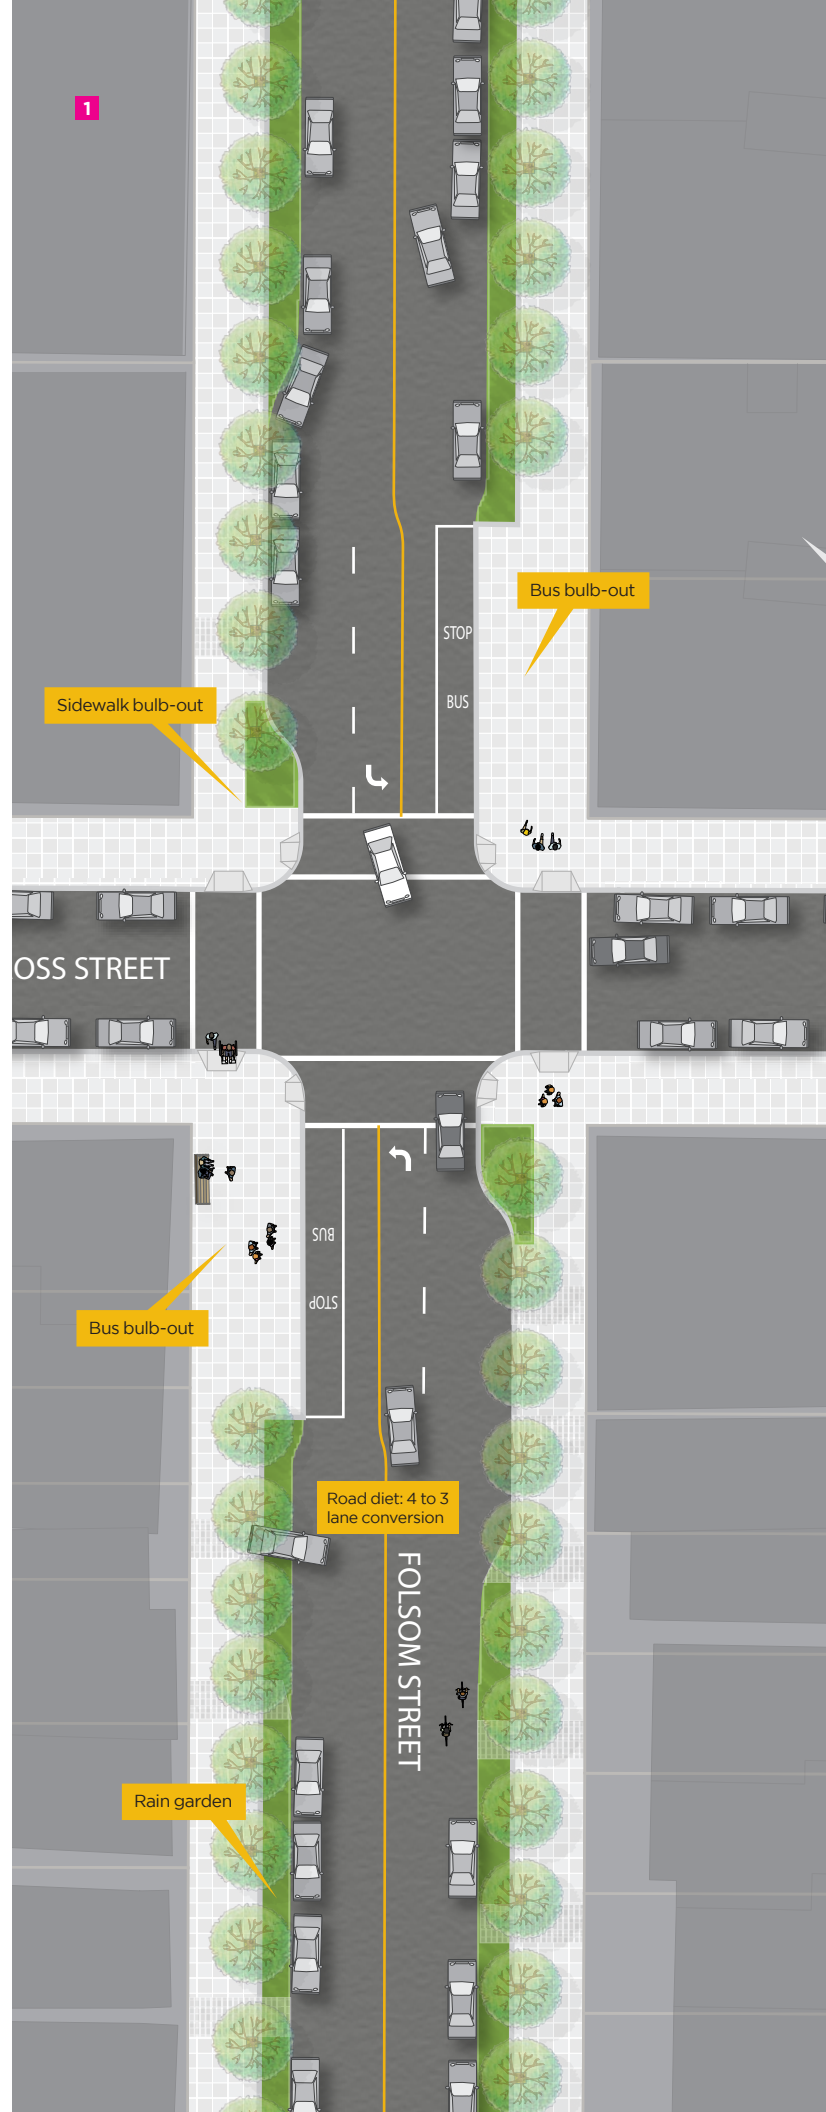 1
Bus bulb-out
STOP
Sidewalk bulb-out
BUS
OSS STREET
BUS
STOP
Bus bulb-out
Road diet: 4 to 3
lane conversion
FOLSOM STREET
Rain garden